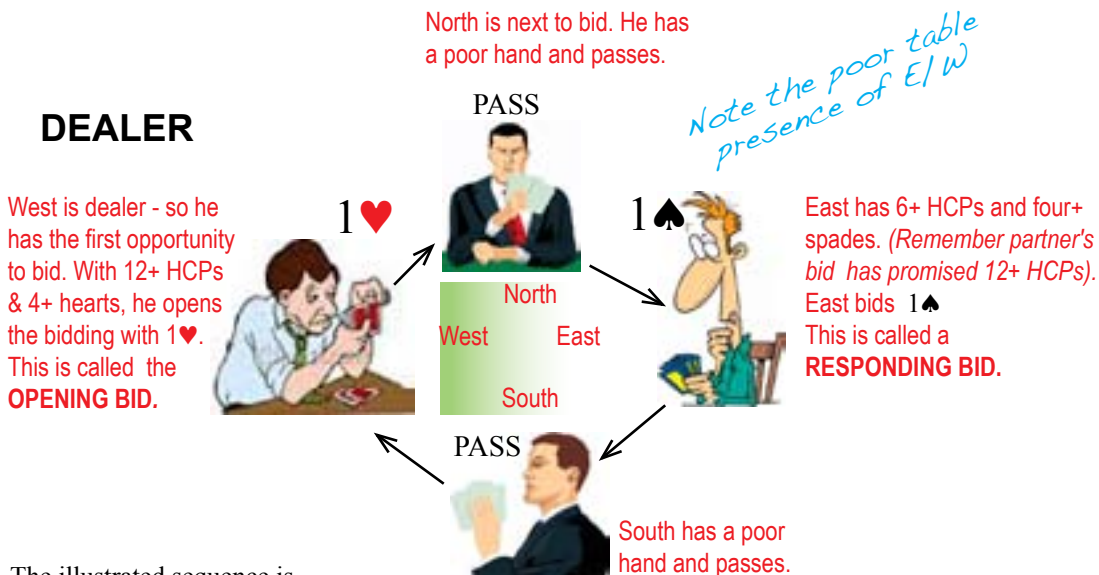 North is next to bid. He has
a poor hand and passes.
Note the poor table
presence of E/W
PASS
DEALER
West is dealer - so he
has the first opportunity
to bid. With 12+ HCPs
& 4+ hearts, he opens
the bidding with 1♥.
This is called the
OPENING BID.
1♥
1♠
East has 6+ HCPs and four+
spades. (Remember partner's
bid has promised 12+ HCPs).
East bids 1♠
This is called a
RESPONDING BID.
North
West East
South
PASS
South has a poor
hand and passes.
The illustrated sequence is